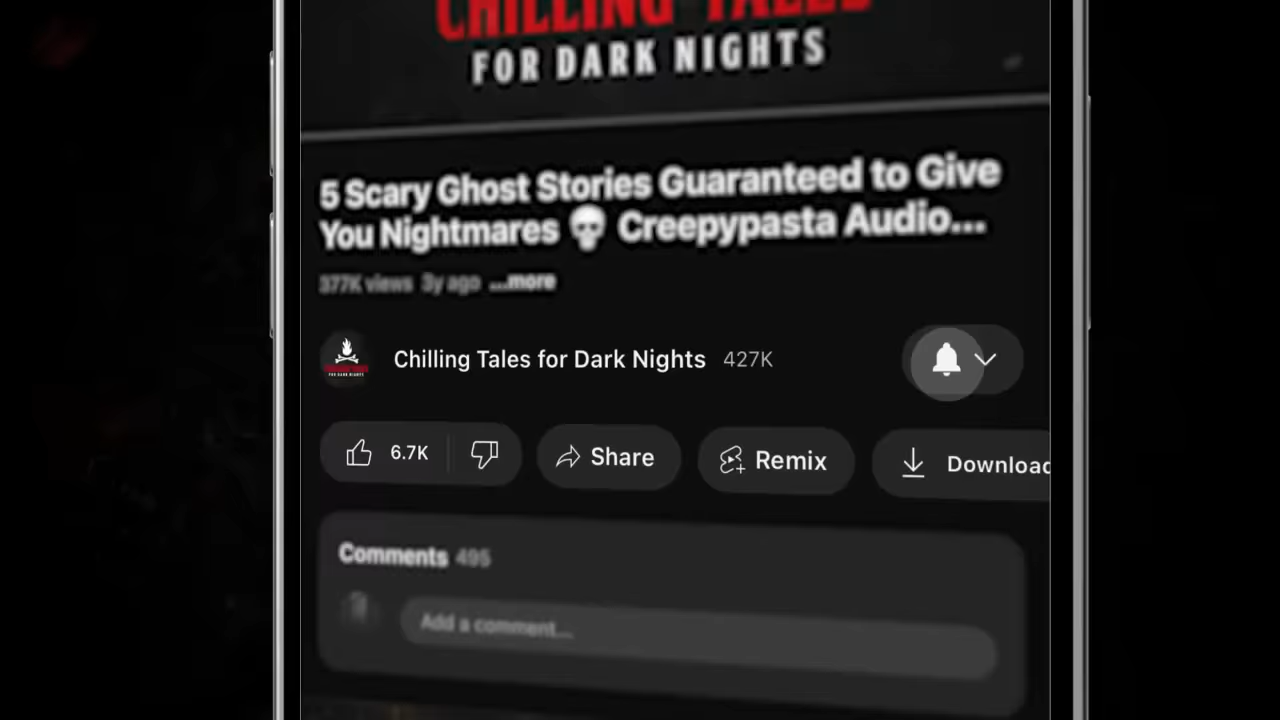 CHILLING TALES
FOR DARK NIGHTS
5 Scary Ghost Stories Guaranteed to Give
You Nightmares 💀 Creepypasta Audio...
377K views 3y ago ...more
Chilling Tales for Dark Nights 427K
6.7K Share Remix Download
Comments 495
Add a comment...